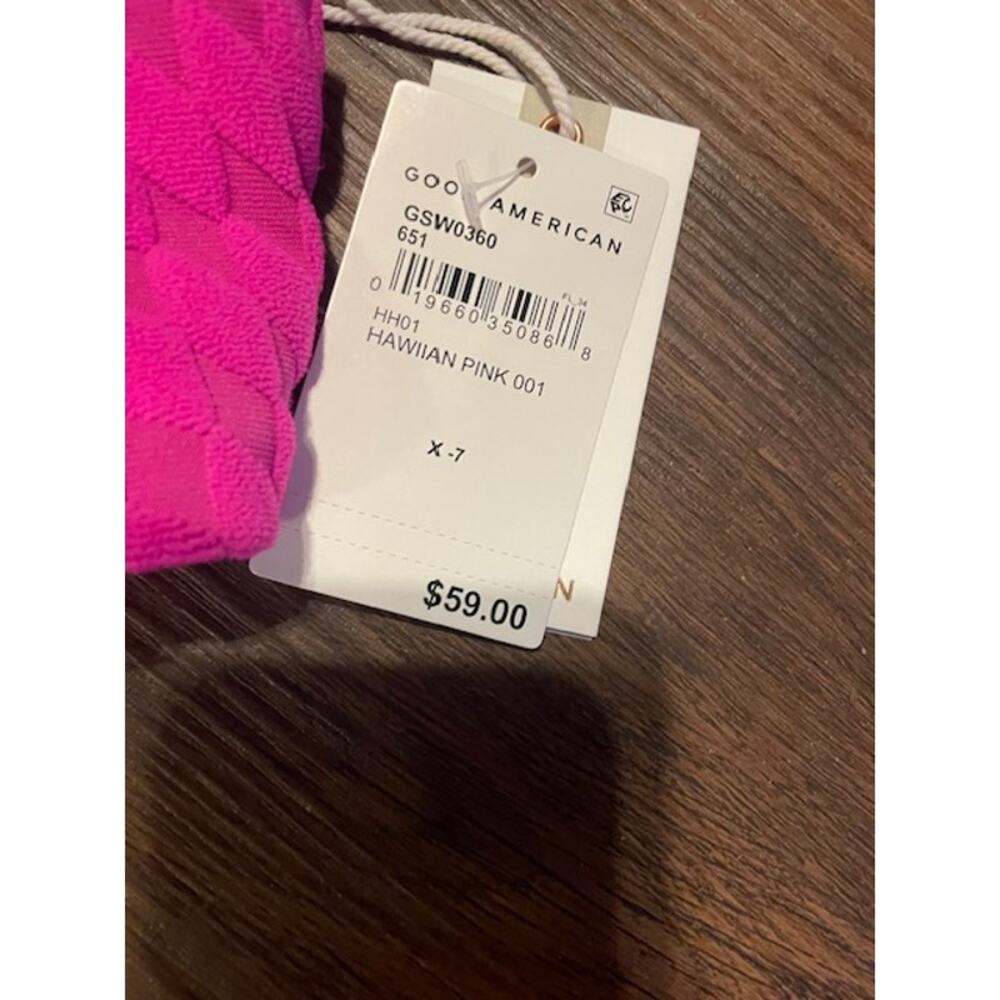 GOOD AMERICAN
GSW0360
651
FL_34
0 19660 35086 8
HH01
HAWIIAN PINK 001
X -7
$59.00
N